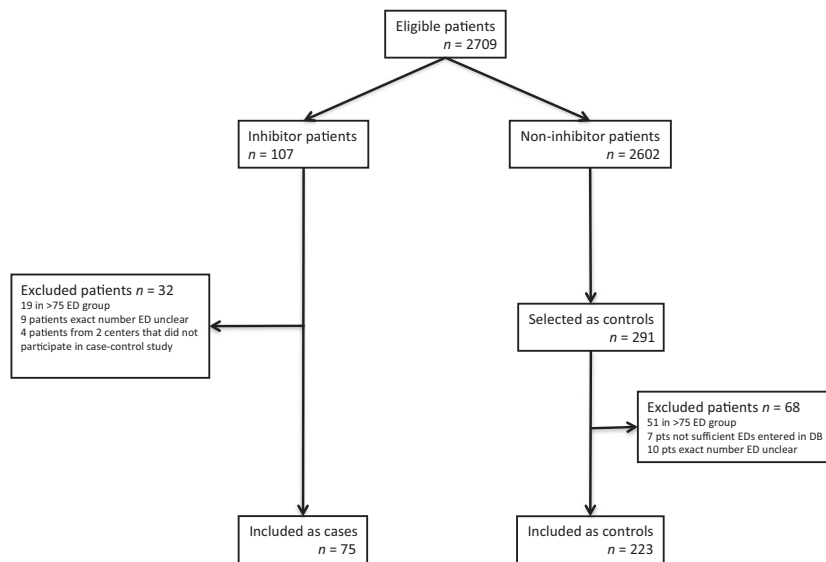 Eligible patients
n = 2709
Inhibitor patients
n = 107
Non-inhibitor patients
n = 2602
Excluded patients n = 32
19 in >75 ED group
9 patients exact number ED unclear
4 patients from 2 centers that did not
participate in case-control study
Selected as controls
n = 291
Excluded patients n = 68
51 in >75 ED group
7 pts not sufficient EDs entered in DB
10 pts exact number ED unclear
Included as cases
n = 75
Included as controls
n = 223